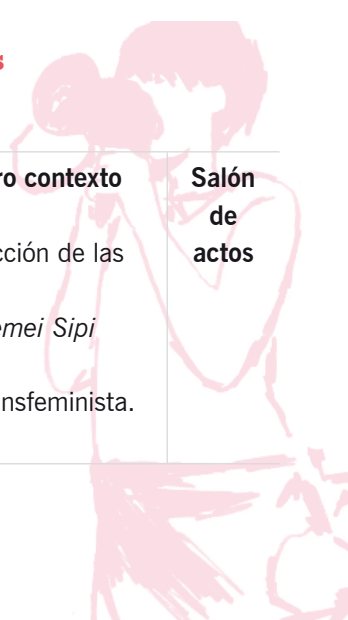 s
ro contexto
Salón
de
actos
cción de las
emei Sipi
nsfeminista.